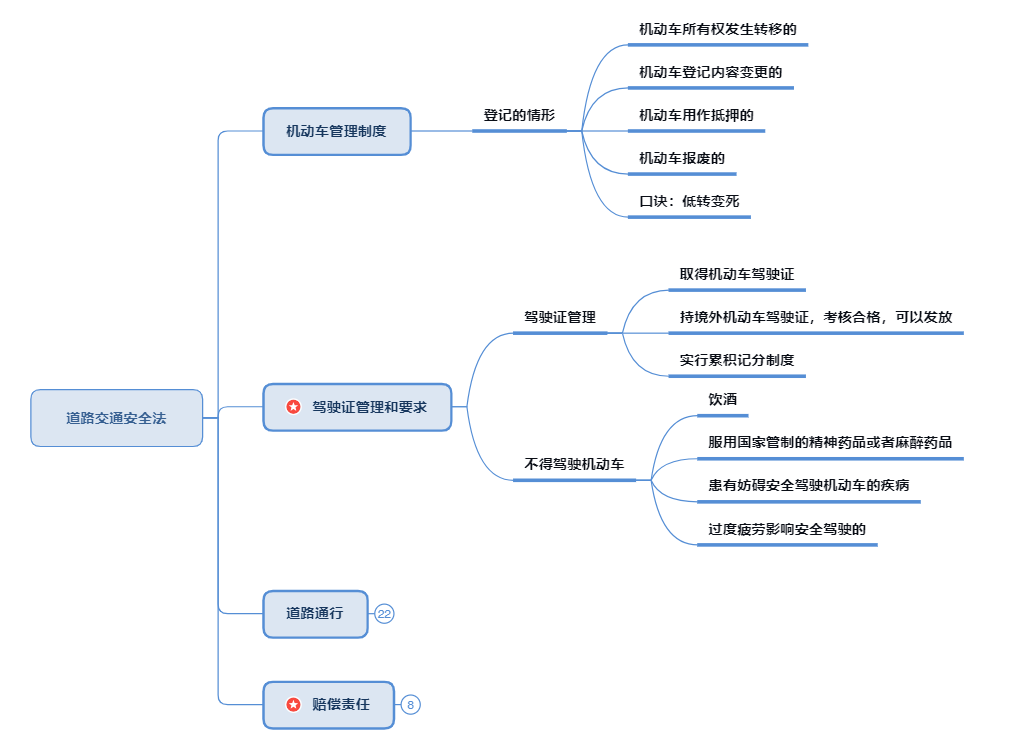 道路交通安全法
机动车管理制度
登记的情形
机动车所有权发生转移的
机动车登记内容变更的
机动车用作抵押的
机动车报废的
口诀：低转变死
驾驶证管理和要求
驾驶证管理
取得机动车驾驶证
持境外机动车驾驶证，考核合格，可以发放
实行累积记分制度
不得驾驶机动车
饮酒
服用国家管制的精神药品或者麻醉药品
患有妨碍安全驾驶机动车的疾病
过度疲劳影响安全驾驶的
道路通行
22
赔偿责任
8